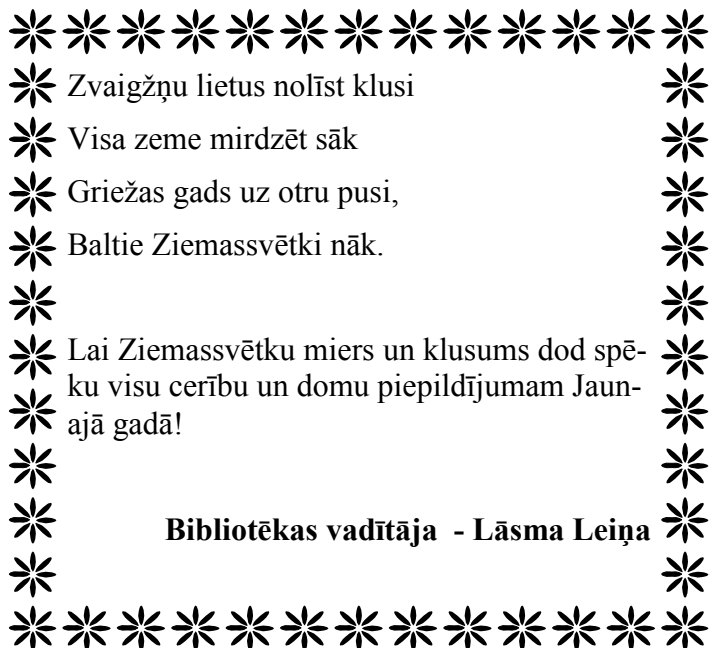 Zvaigžņu lietus nolīst klusi
Visa zeme mirdzēt sāk
Griežas gads uz otru pusi,
Baltie Ziemassvētki nāk.
Lai Ziemassvētku miers un klusums dod spē-
ku visu cerību un domu piepildījumam Jaun-
ajā gadā!
Bibliotēkas vadītāja - Lāsma Leiņa